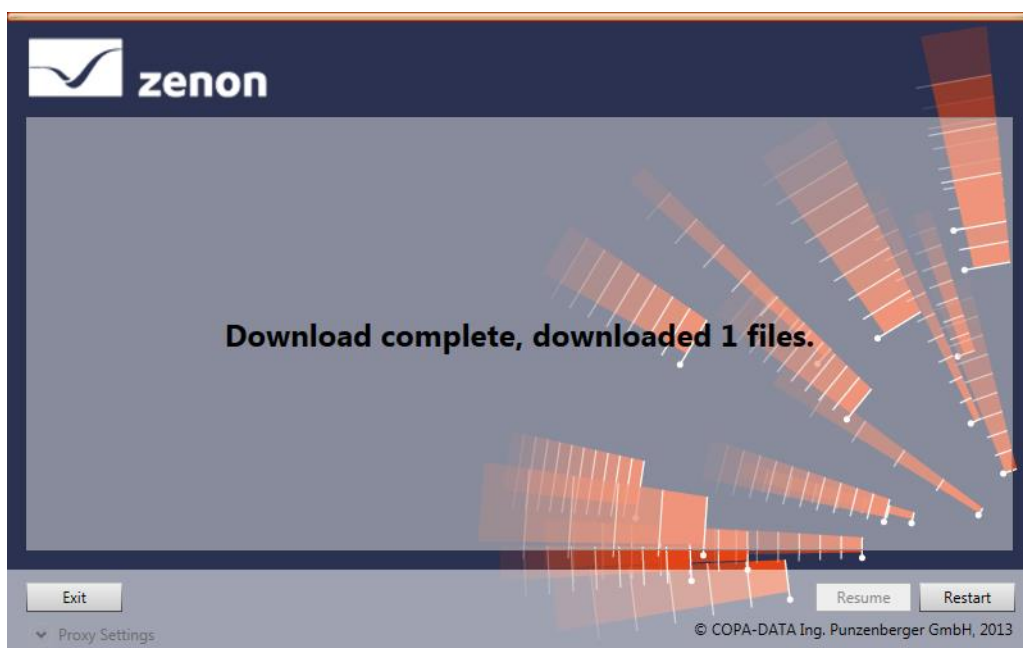 zenon
Download complete, downloaded 1 files.
Exit
Resume
Restart
Proxy Settings
© COPA-DATA Ing. Punzenberger GmbH, 2013